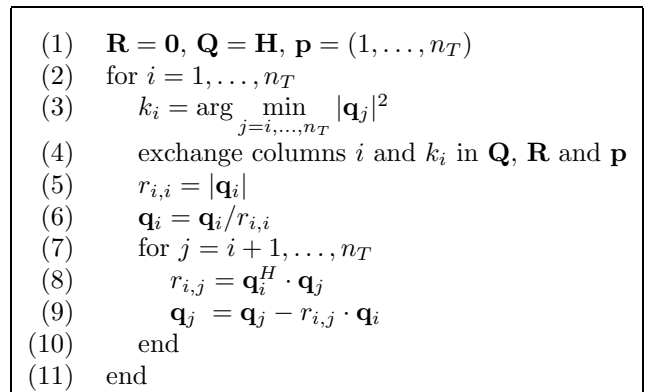 (1) R = 0, Q = H, p = (1, . . . , n_T)
(2) for i = 1, . . . , n_T
(3) k_i = arg min_{j=i,...,n_T} |q_j|^2
(4) exchange columns i and k_i in Q, R and p
(5) r_{i,i} = |q_i|
(6) q_i = q_i/r_{i,i}
(7) for j = i + 1, . . . , n_T
(8) r_{i,j} = q_i^H · q_j
(9) q_j = q_j − r_{i,j} · q_i
(10) end
(11) end